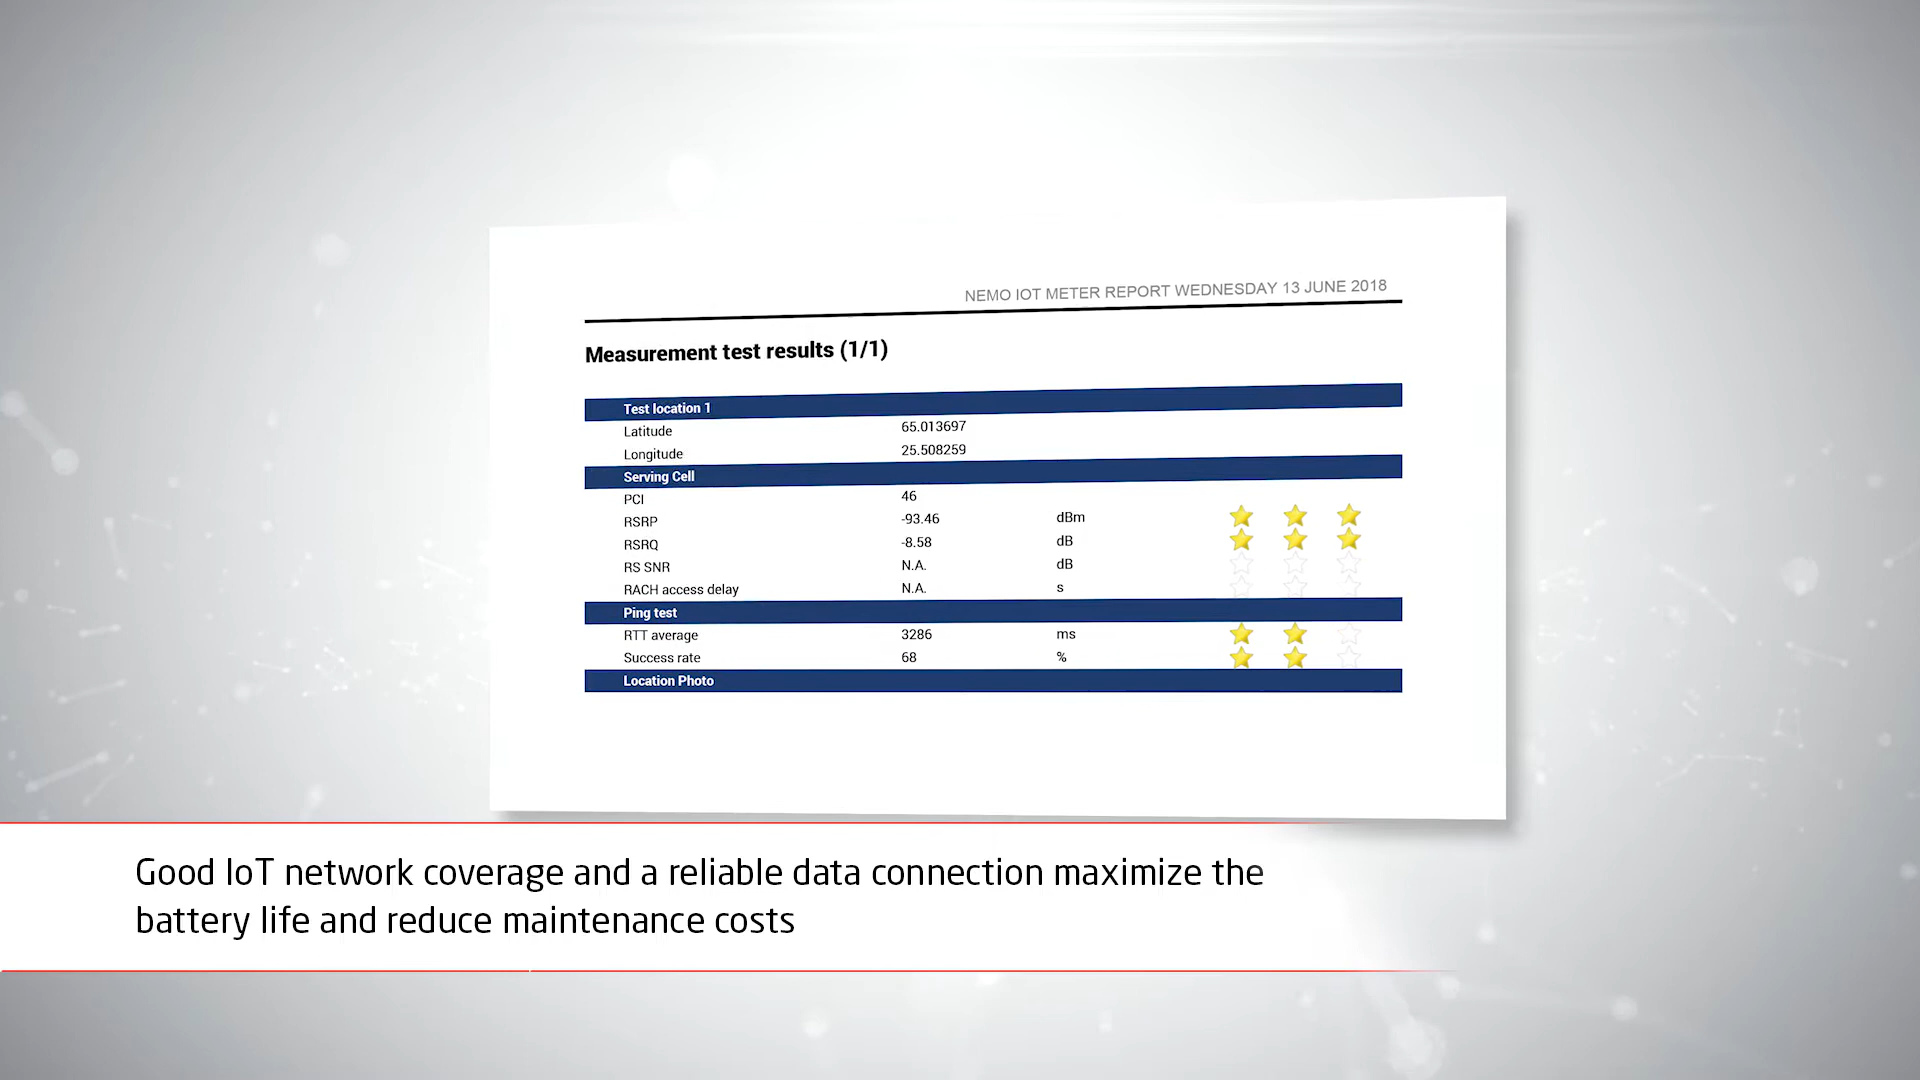 NEMO IOT METER REPORT WEDNESDAY 13 JUNE 2018
Measurement test results (1/1)
Test location 1
Latitude 65.013697
Longitude 25.508259
Serving Cell
PCI 46
RSRP -93.46 dBm
RSRQ -8.58 dB
RS SNR N.A. dB
RACH access delay N.A. s
Ping test
RTT average 3286 ms
Success rate 68 %
Location Photo
Good IoT network coverage and a reliable data connection maximize the
battery life and reduce maintenance costs